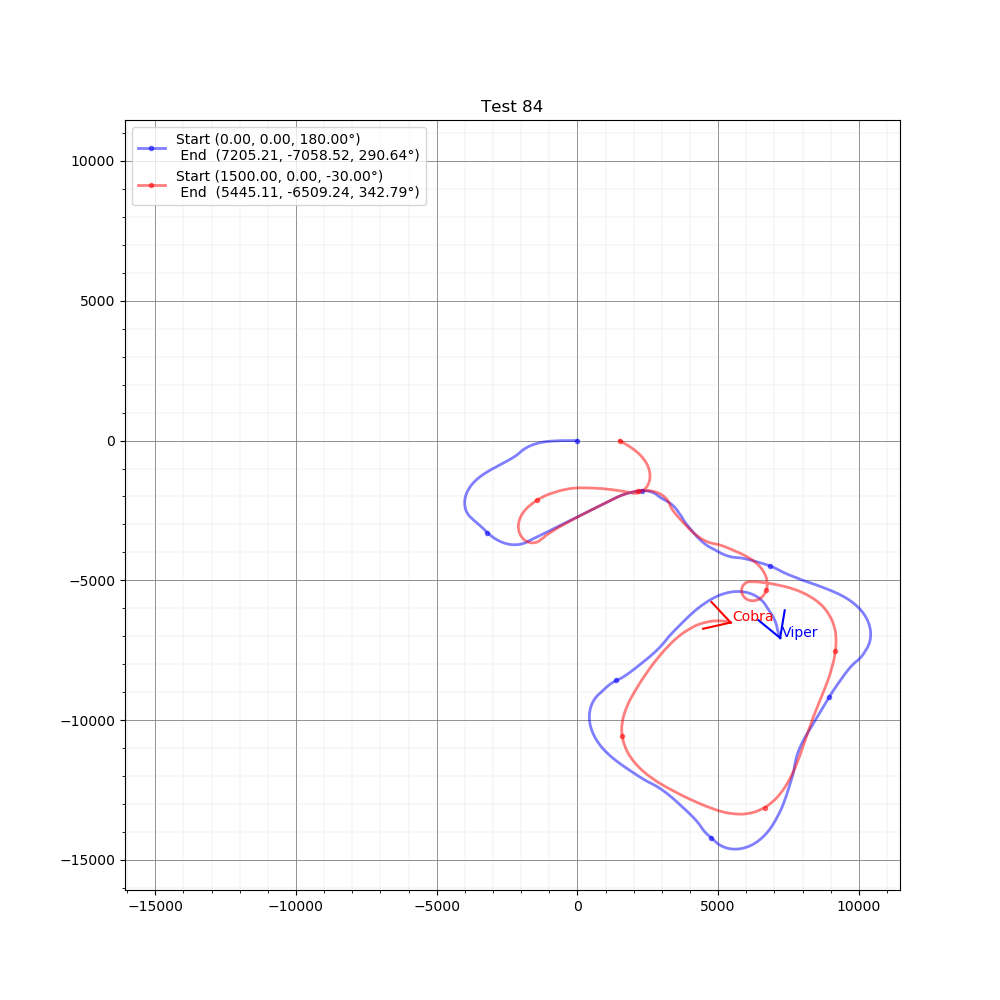 Test 84
Start (0.00, 0.00, 180.00°)
End  (7205.21, -7058.52, 290.64°)
Start (1500.00, 0.00, -30.00°)
End  (5445.11, -6509.24, 342.79°)
10000
5000
0
−5000
−10000
−15000
Cobra
Viper
−15000
−10000
−5000
0
5000
10000